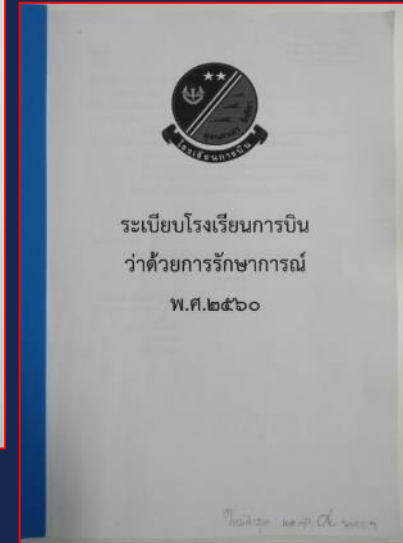 โรงเรียนการบิน
ระเบียบโรงเรียนการบิน
ว่าด้วยการรักษาการณ์
พ.ศ.๒๕๖๐